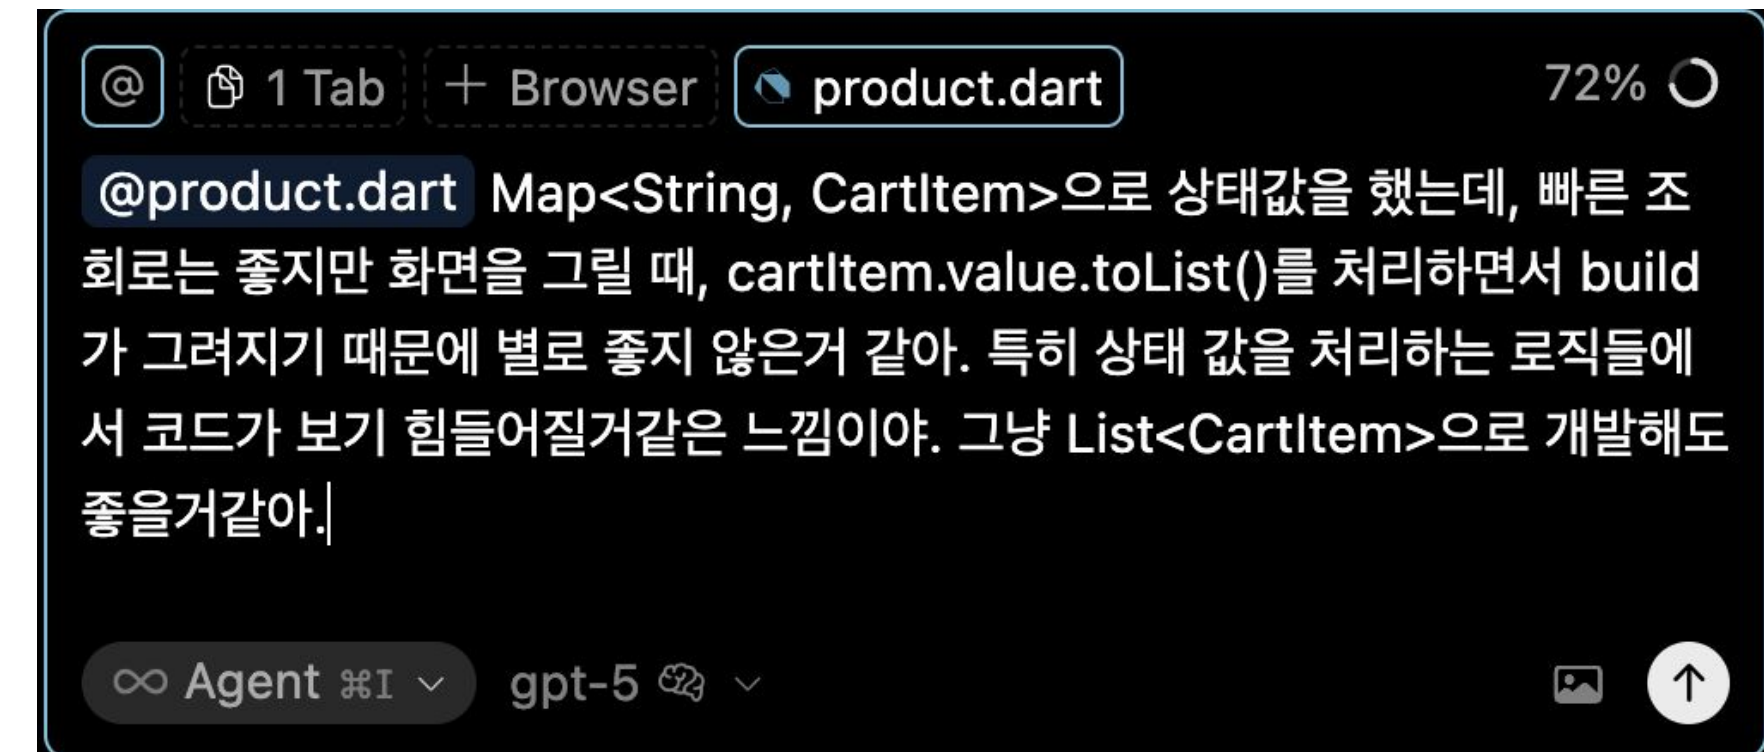 @ 1 Tab + Browser product.dart 72%
@product.dart Map<String, CartItem>으로 상태값을 했는데, 빠른 조
회로는 좋지만 화면을 그릴 때, cartItem.value.toList()를 처리하면서 build
가 그려지기 때문에 별로 좋지 않은거 같아. 특히 상태 값을 처리하는 로직들에
서 코드가 보기 힘들어질거같은 느낌이야. 그냥 List<CartItem>으로 개발해도
좋을거같아.
∞ Agent ⌘I gpt-5